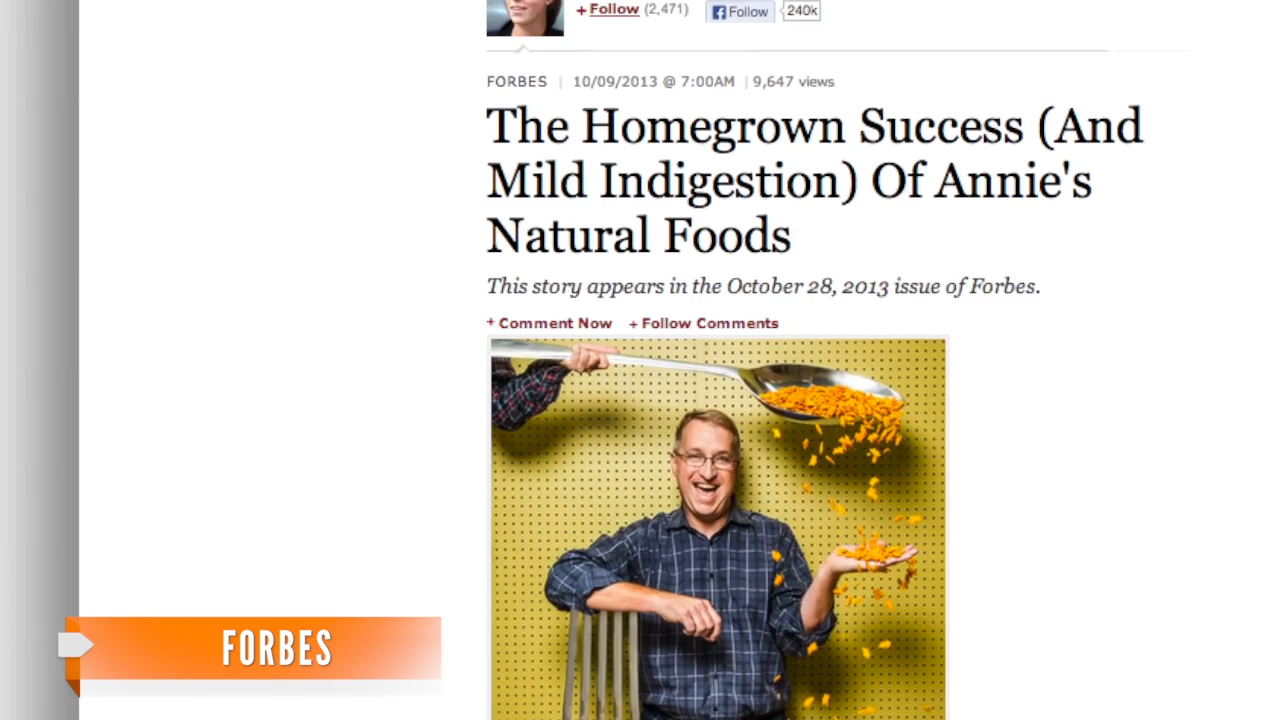 + Follow (2,471) Follow 240k
FORBES | 10/09/2013 @ 7:00AM | 9,647 views
The Homegrown Success (And
Mild Indigestion) Of Annie's
Natural Foods
This story appears in the October 28, 2013 issue of Forbes.
+ Comment Now + Follow Comments
FORBES